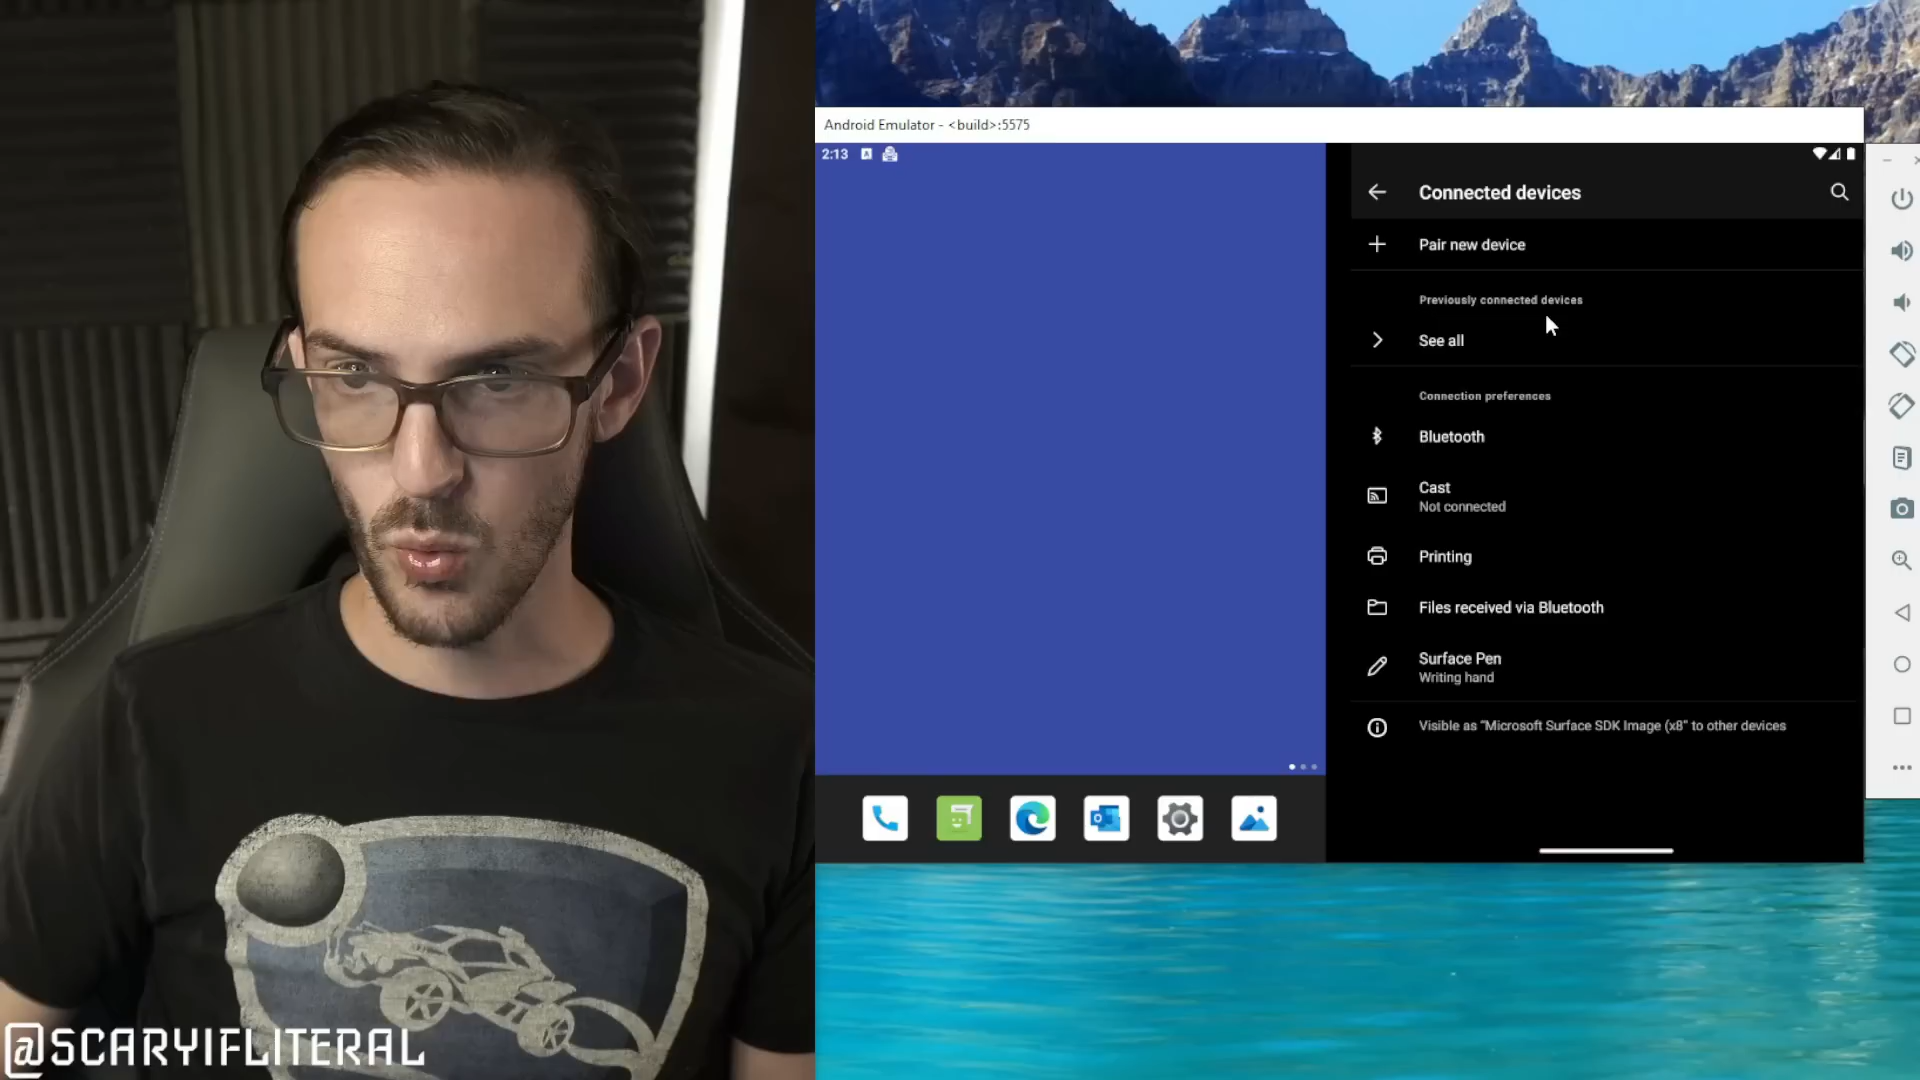 Android Emulator - <build>:5575
2:13
Connected devices
Pair new device
Previously connected devices
See all
Connection preferences
Bluetooth
Cast
Not connected
Printing
Files received via Bluetooth
Surface Pen
Writing hand
Visible as "Microsoft Surface SDK Image (x8" to other devices
@SCARYIFLITERAL